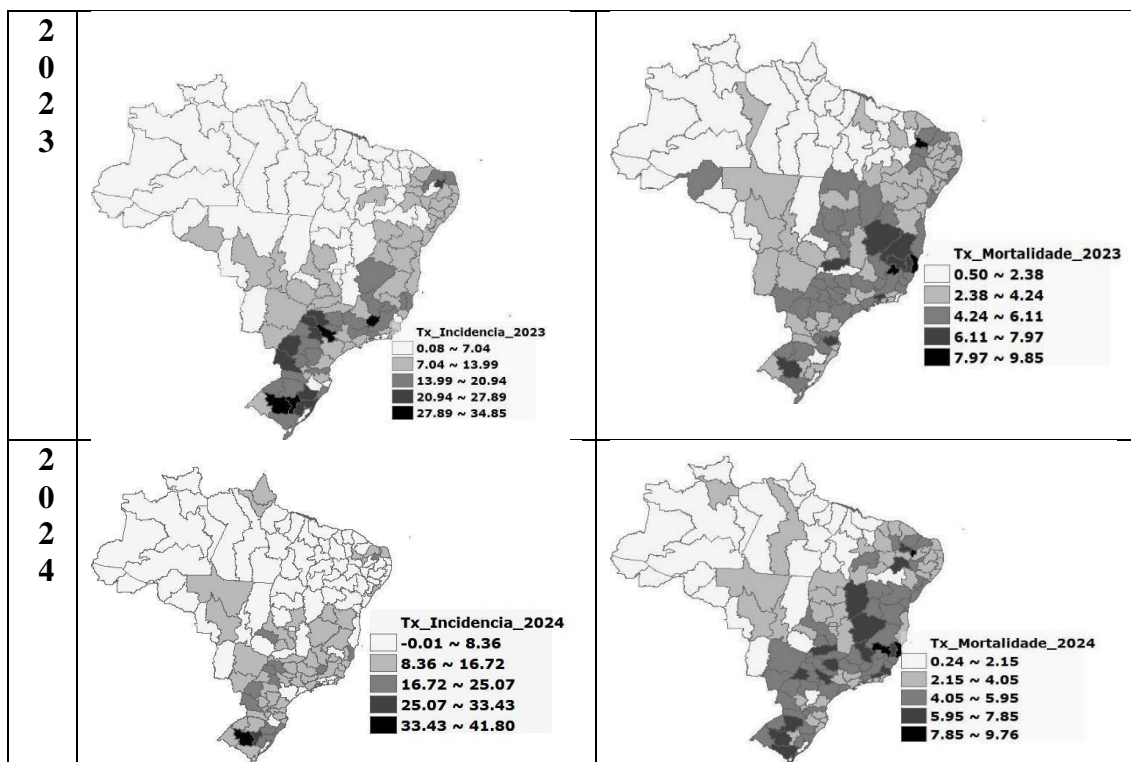 2
0
2
3
Tx_Incidencia_2023
0.08 ~ 7.04
7.04 ~ 13.99
13.99 ~ 20.94
20.94 ~ 27.89
27.89 ~ 34.85
Tx_Mortalidade_2023
0.50 ~ 2.38
2.38 ~ 4.24
4.24 ~ 6.11
6.11 ~ 7.97
7.97 ~ 9.85
2
0
2
4
Tx_Incidencia_2024
-0.01 ~ 8.36
8.36 ~ 16.72
16.72 ~ 25.07
25.07 ~ 33.43
33.43 ~ 41.80
Tx_Mortalidade_2024
0.24 ~ 2.15
2.15 ~ 4.05
4.05 ~ 5.95
5.95 ~ 7.85
7.85 ~ 9.76